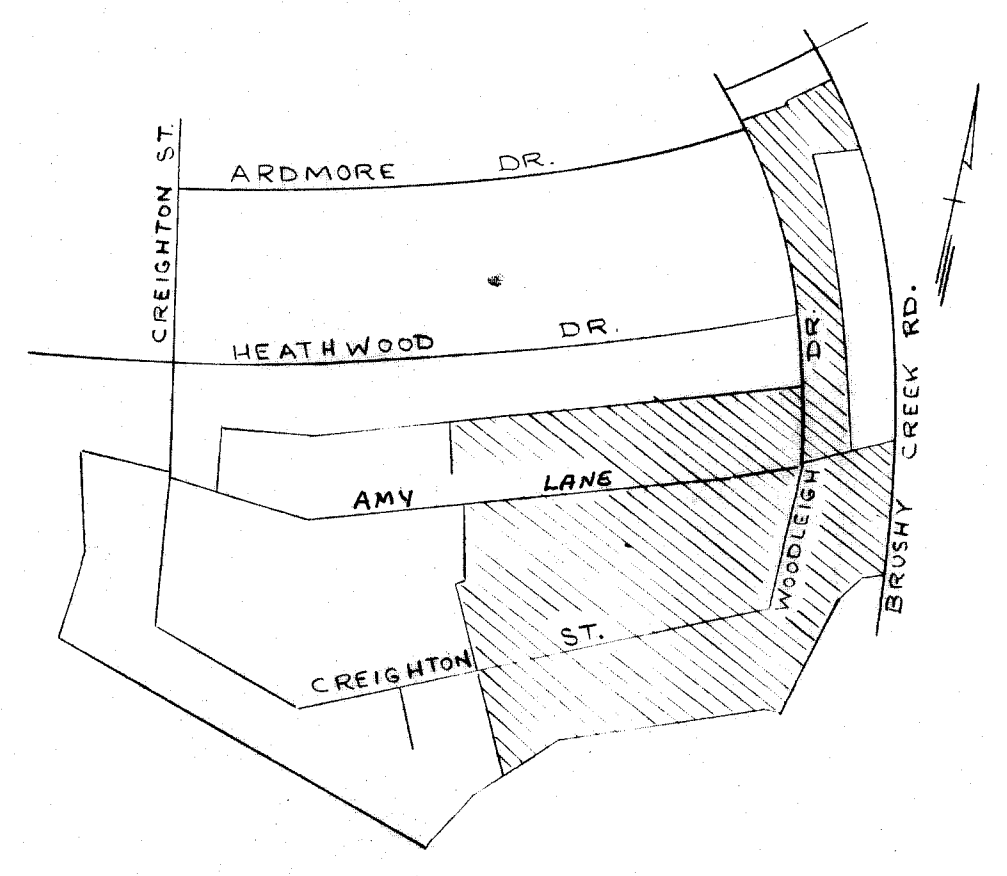 CREIGHTON ST.
ARDMORE DR.
HEATHWOOD DR.
AMY LANE
WOODLEIGH DR.
BRUSHY CREEK RD.
CREIGHTON ST.